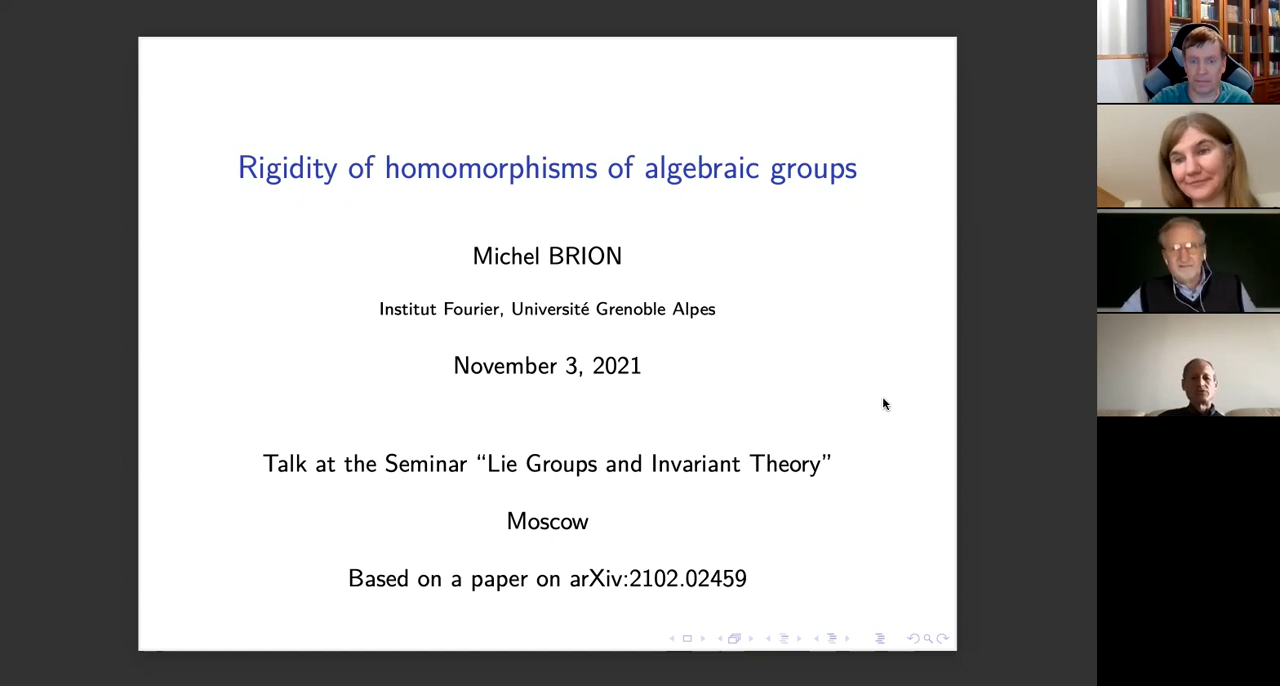 Rigidity of homomorphisms of algebraic groups
Michel BRION
Institut Fourier, Université Grenoble Alpes
November 3, 2021
Talk at the Seminar “Lie Groups and Invariant Theory”
Moscow
Based on a paper on arXiv:2102.02459